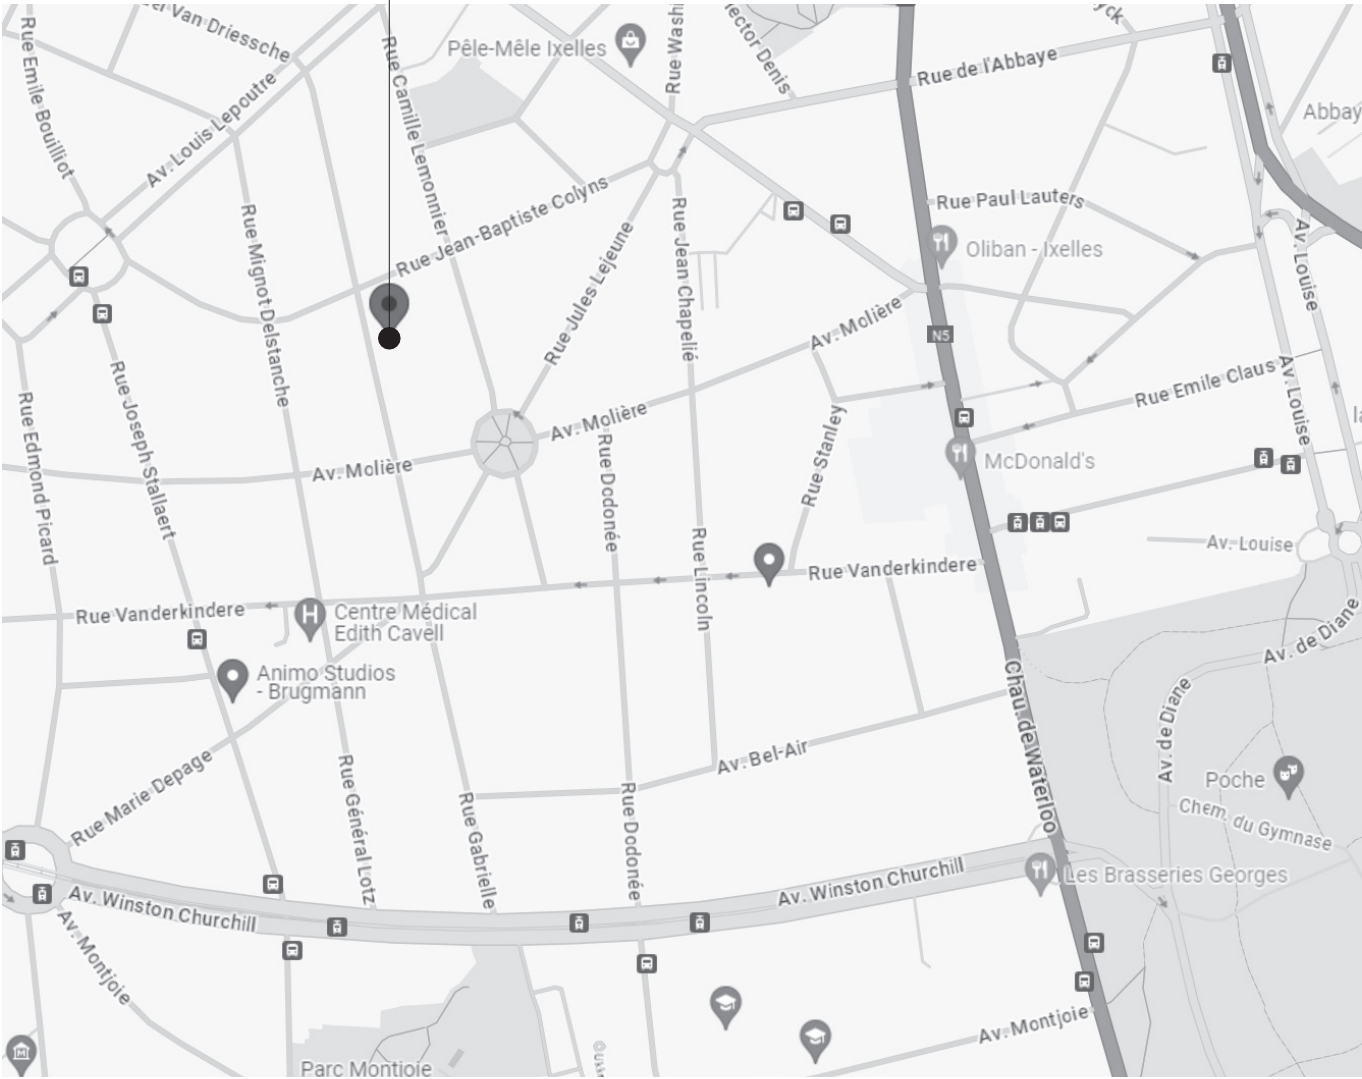 Van Driessche
Rue Emile Bouilliot
Av. Louis Lepoutre
Rue Camille Lemonnier
Pêle-Mêle Ixelles
Rue de l'Abbaye
Rue Mignot Delstanche
Rue Jean-Baptiste Colyns
Rue Jules Lejeune
Rue Jean Chapelié
Rue Paul Lauters
Oliban - Ixelles
Av. Louise
Av. Molière
N5
Rue Emile Claus
Av. Louise
Rue Edmond Picard
Rue Joseph Stallaert
Av. Molière
Av. Molière
Rue Dodonée
Rue Stanley
McDonald's
Av. Louise
Rue Lincoln
Rue Vanderkindere
Rue Vanderkindere
Centre Médical
Edith Cavell
Animo Studios
- Brugmann
Av. de Diane
Chau. de Waterloo
Av. de Diane
Av. Bel-Air
Rue Marie Depage
Rue Général Lotz
Rue Gabrielle
Rue Dodonée
Poche
Chem. du Gymnase
Av. Winston Churchill
Les Brasseries Georges
Av. Winston Churchill
Av. Montjoie
Av. Montjoie
Parc Montjoie